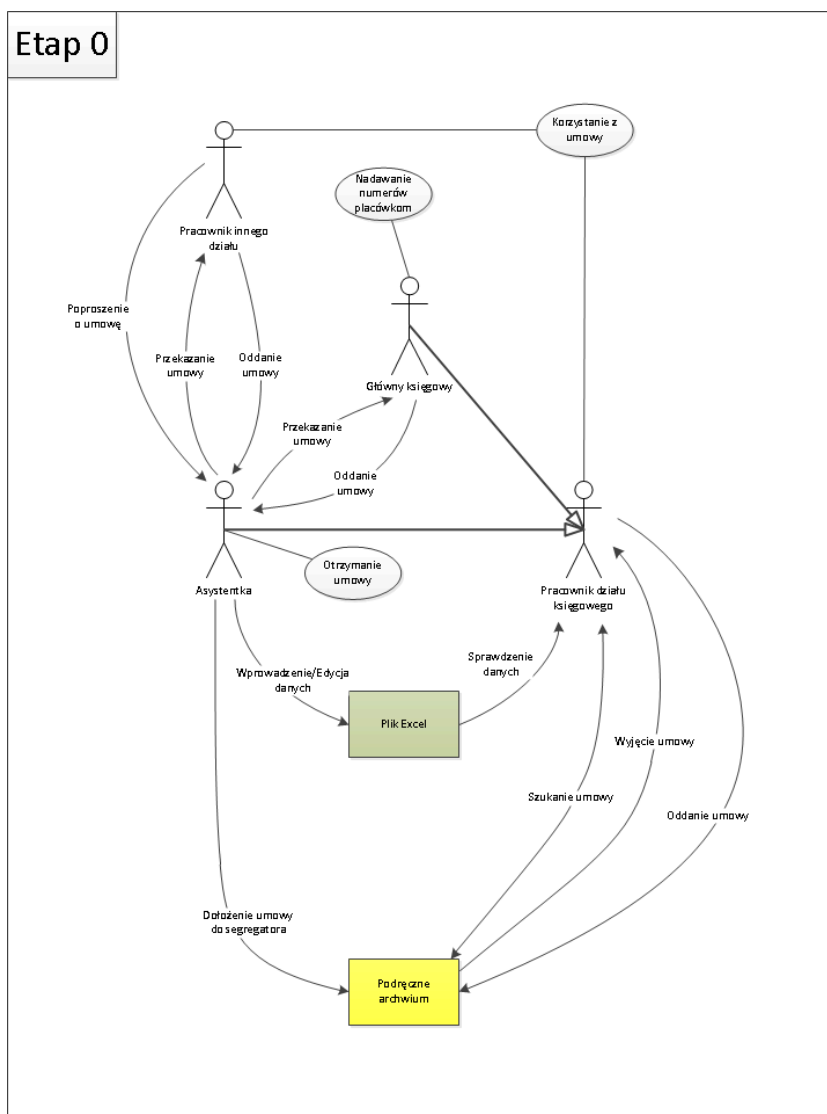 Etap 0
Korzystanie z
umowy
Nadawanie
numerów
placówkom
Pracownik innego
działu
Poproszenie
o umowę
Przekazanie
umowy
Oddanie
umowy
Główny księgowy
Przekazanie
umowy
Oddanie
umowy
Otrzymanie
umowy
Asystentka
Pracownik działu
księgowego
Wprowadzenie/Edycja
danych
Sprawdzenie
danych
Plik Excel
Wyjęcie umowy
Szukanie umowy
Oddanie umowy
Dołożenie umowy
do segregatora
Podręczne
archwium